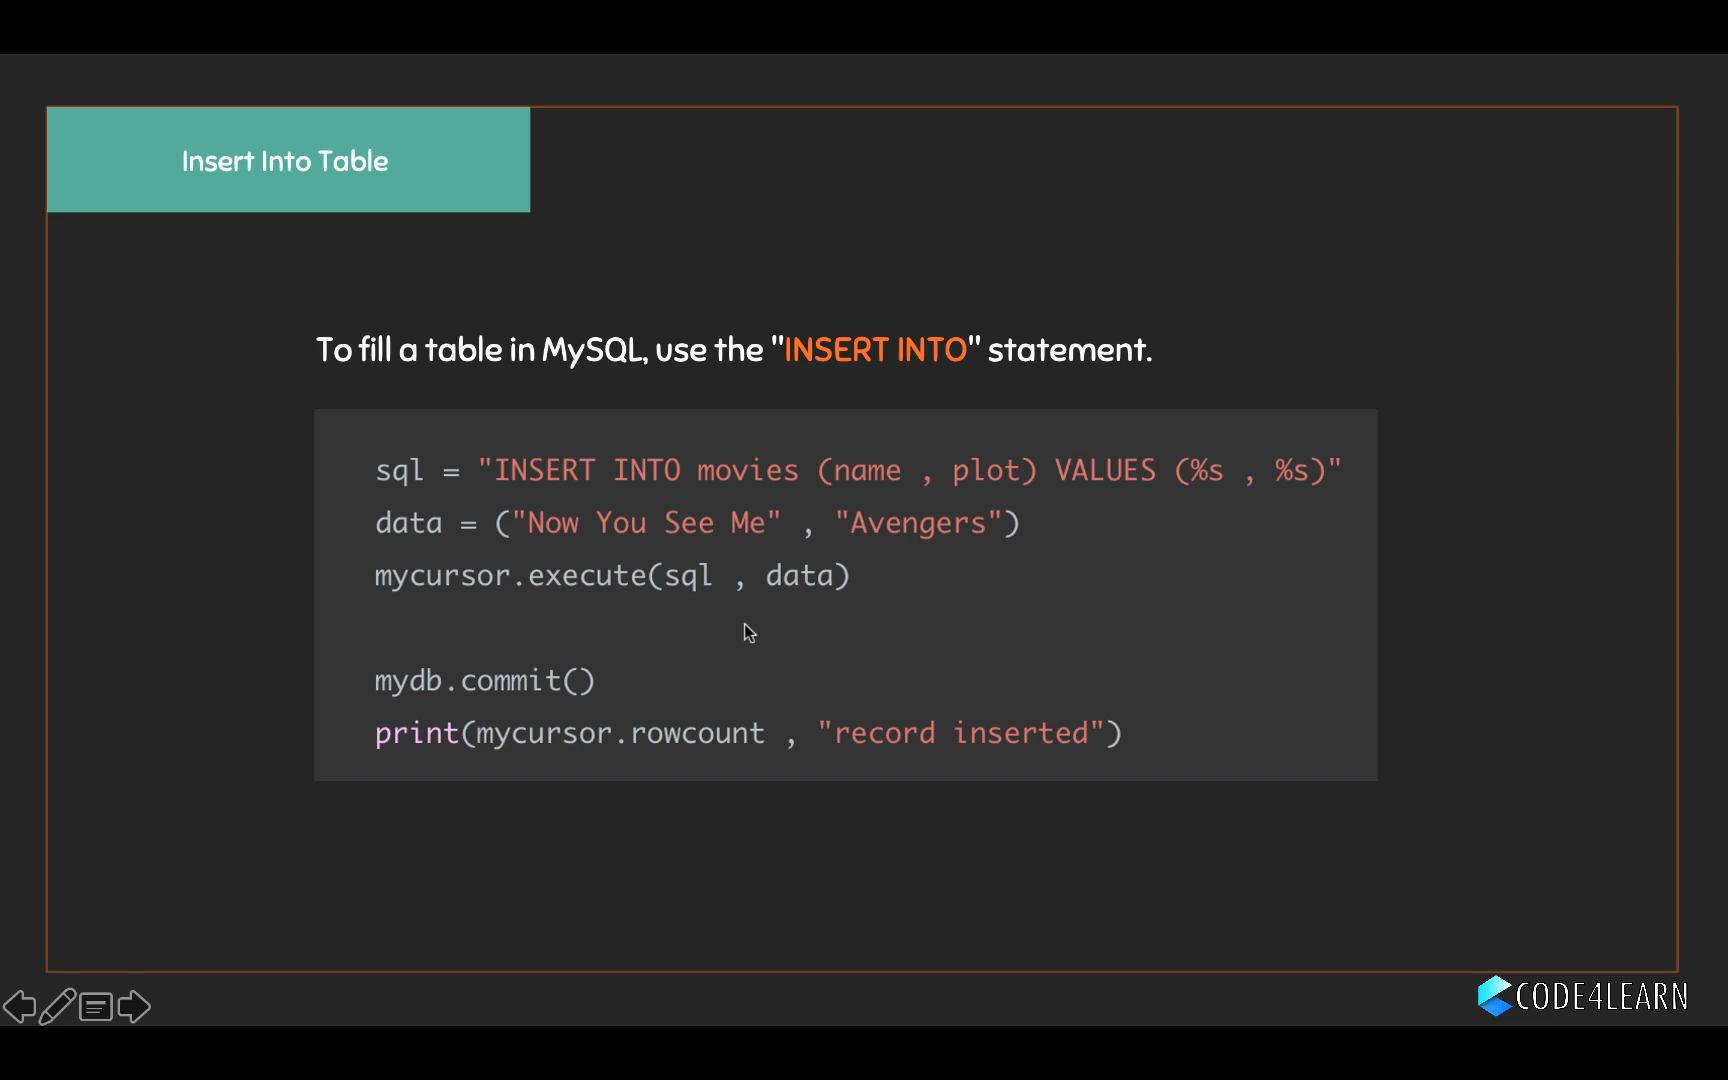 Insert Into Table
To fill a table in MySQL, use the "INSERT INTO" statement.
sql = "INSERT INTO movies (name , plot) VALUES (%s , %s)"
data = ("Now You See Me" , "Avengers")
mycursor.execute(sql , data)
mydb.commit()
print(mycursor.rowcount , "record inserted")
CODE4LEARN